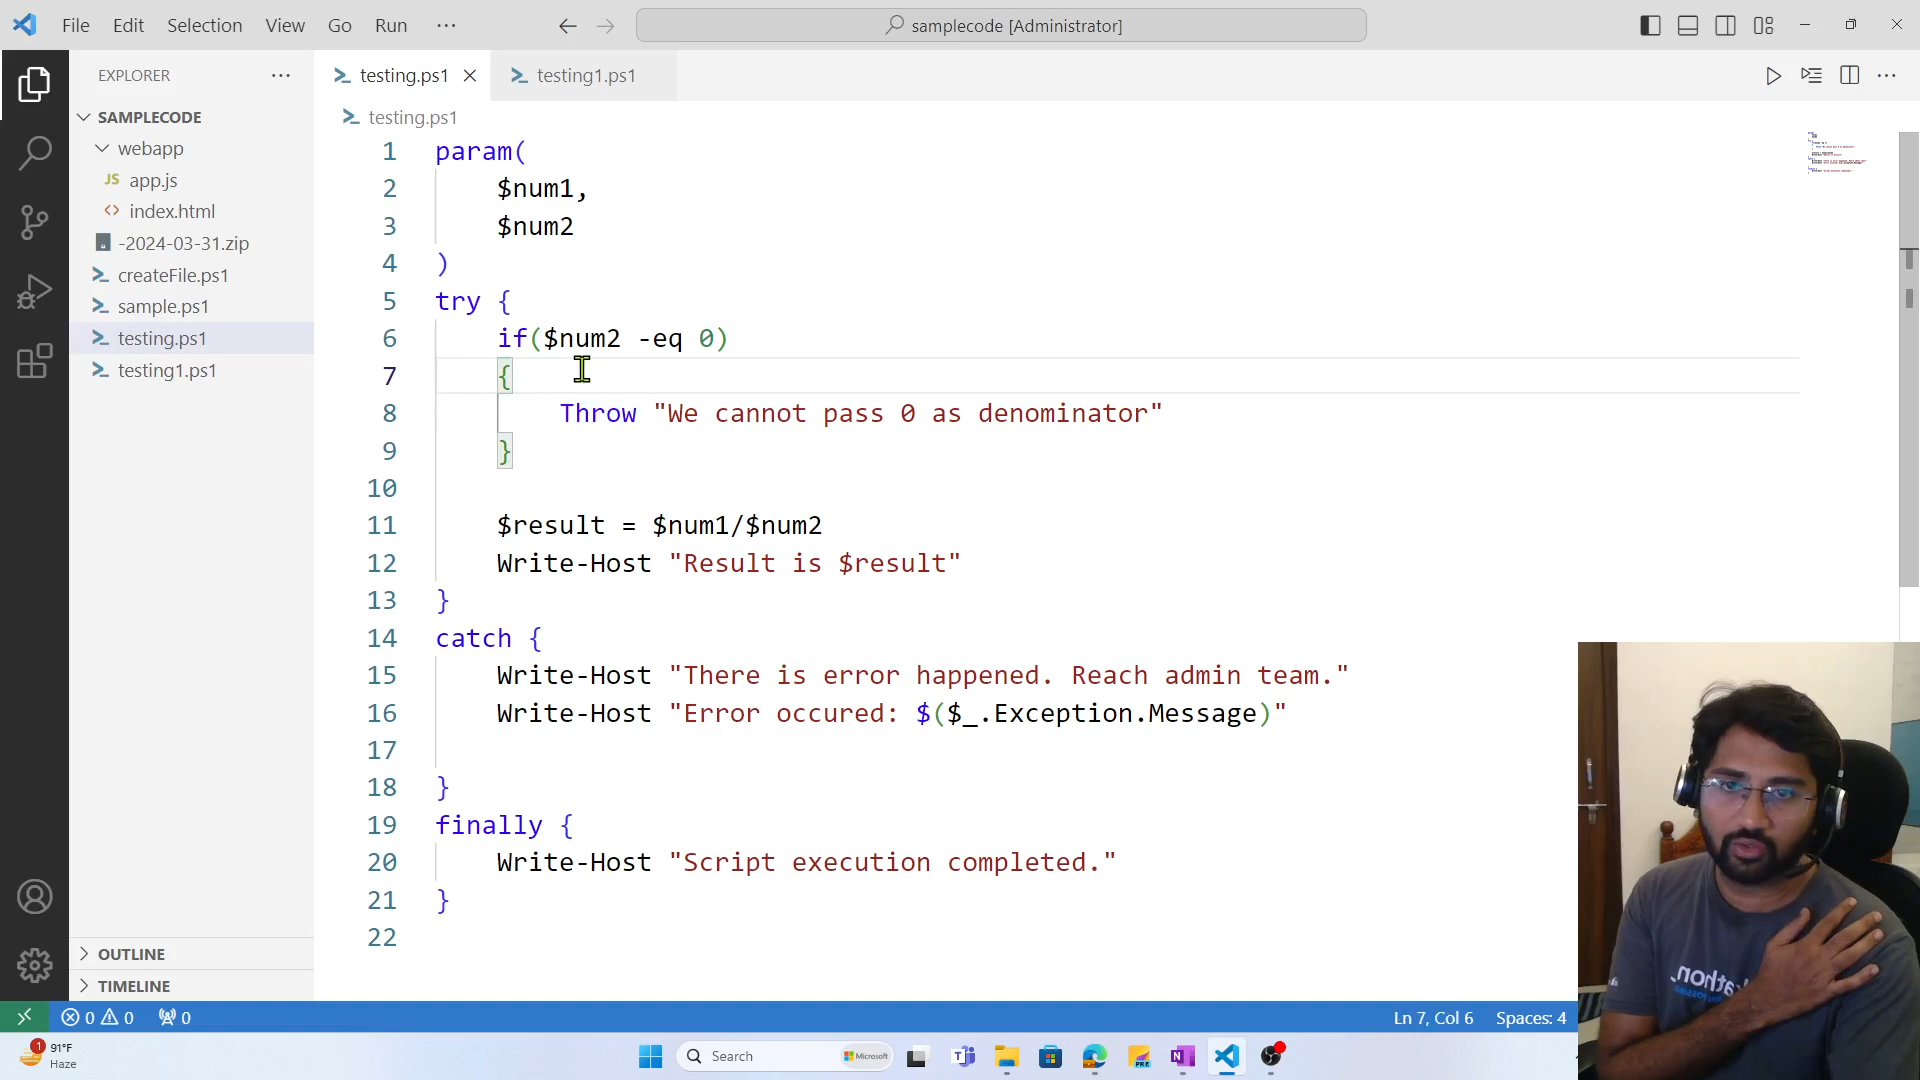 File Edit Selection View Go Run ···
samplecode [Administrator]
EXPLORER ···
SAMPLECODE
webapp
JS app.js
<> index.html
-2024-03-31.zip
createFile.ps1
sample.ps1
testing.ps1
testing1.ps1
OUTLINE
TIMELINE
testing.ps1 testing1.ps1
testing.ps1
1 param(
2 $num1,
3 $num2
4 )
5 try {
6 if($num2 -eq 0)
7 {
8 Throw "We cannot pass 0 as denominator"
9 }
10
11 $result = $num1/$num2
12 Write-Host "Result is $result"
13 }
14 catch {
15 Write-Host "There is error happened. Reach admin team."
16 Write-Host "Error occured: $($_.Exception.Message)"
17
18 }
19 finally {
20 Write-Host "Script execution completed."
21 }
22
0 0 0
Ln 7, Col 6 Spaces: 4
1 91°F
Haze
Search Microsoft
PRE